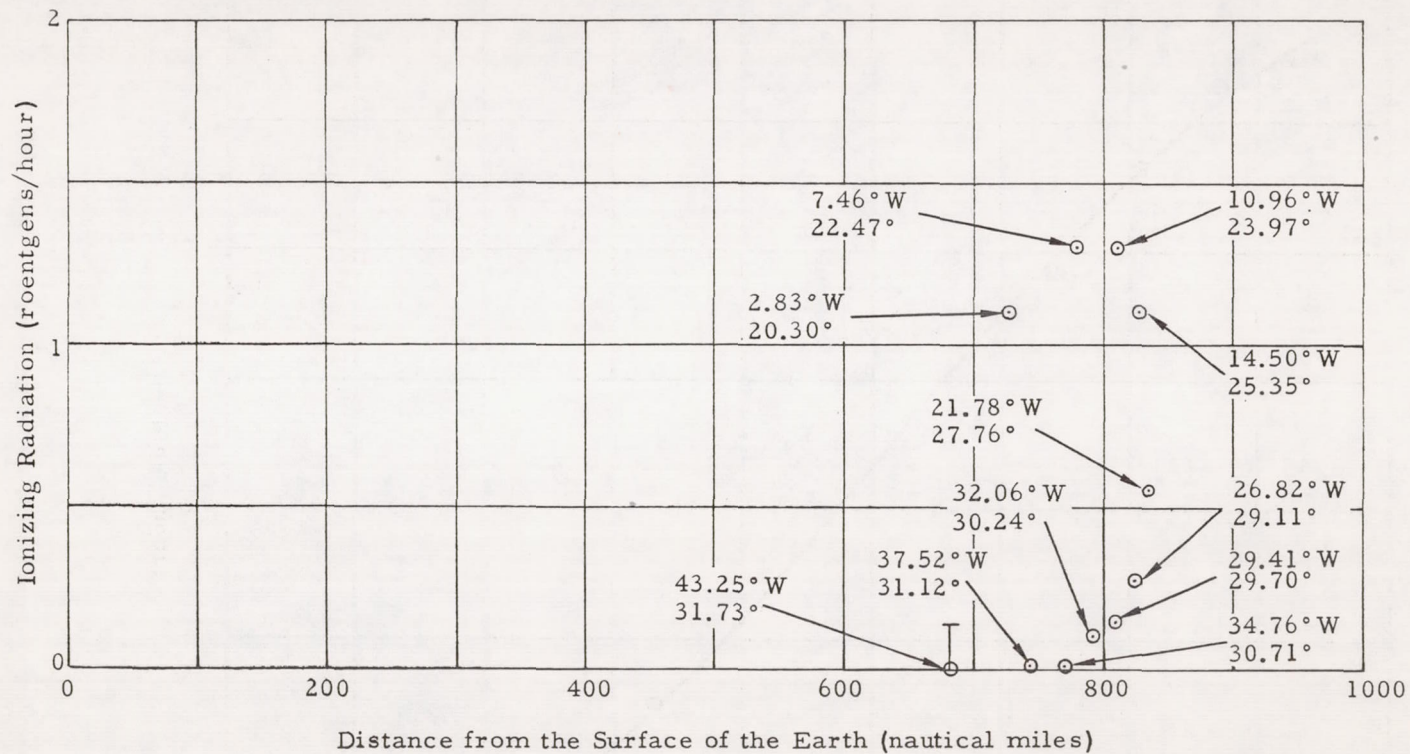 2
7.46°W
22.47°
10.96°W
23.97°
2.83°W
20.30°
1
14.50°W
25.35°
21.78°W
27.76°
32.06°W
30.24°
26.82°W
29.11°
37.52°W
31.12°
29.41°W
29.70°
43.25°W
31.73°
34.76°W
30.71°
0
0 200 400 600 800 1000
Ionizing Radiation (roentgens/hour)
Distance from the Surface of the Earth (nautical miles)